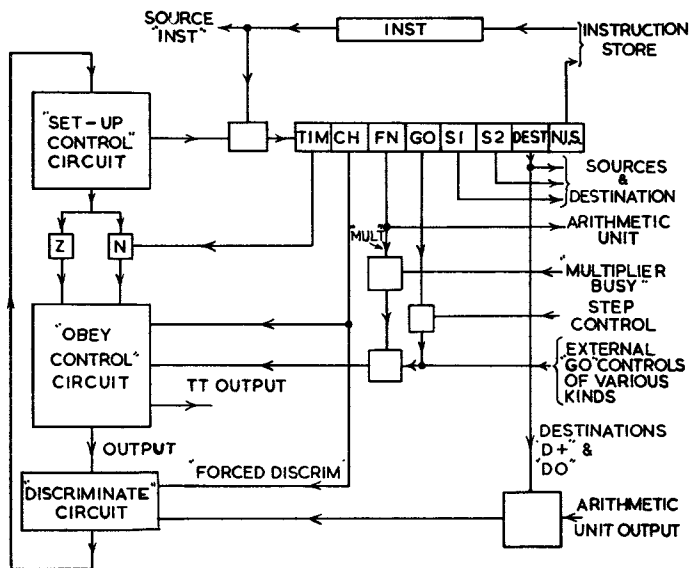 SOURCE
"INST"
INST
INSTRUCTION
STORE
"SET-UP
CONTROL"
CIRCUIT
TIM CH FN GO S1 S2 DEST N.I.S.
SOURCES
&
DESTINATION
ARITHMETIC
UNIT
Z N
"MULT"
"MULTIPLIER
BUSY"
STEP
CONTROL
"OBEY
CONTROL"
CIRCUIT
TT OUTPUT
EXTERNAL
"GO" CONTROLS
OF VARIOUS
KINDS
OUTPUT
DESTINATIONS
"D+" &
"DO"
"FORCED DISCRIM"
"DISCRIMINATE"
CIRCUIT
ARITHMETIC
UNIT OUTPUT